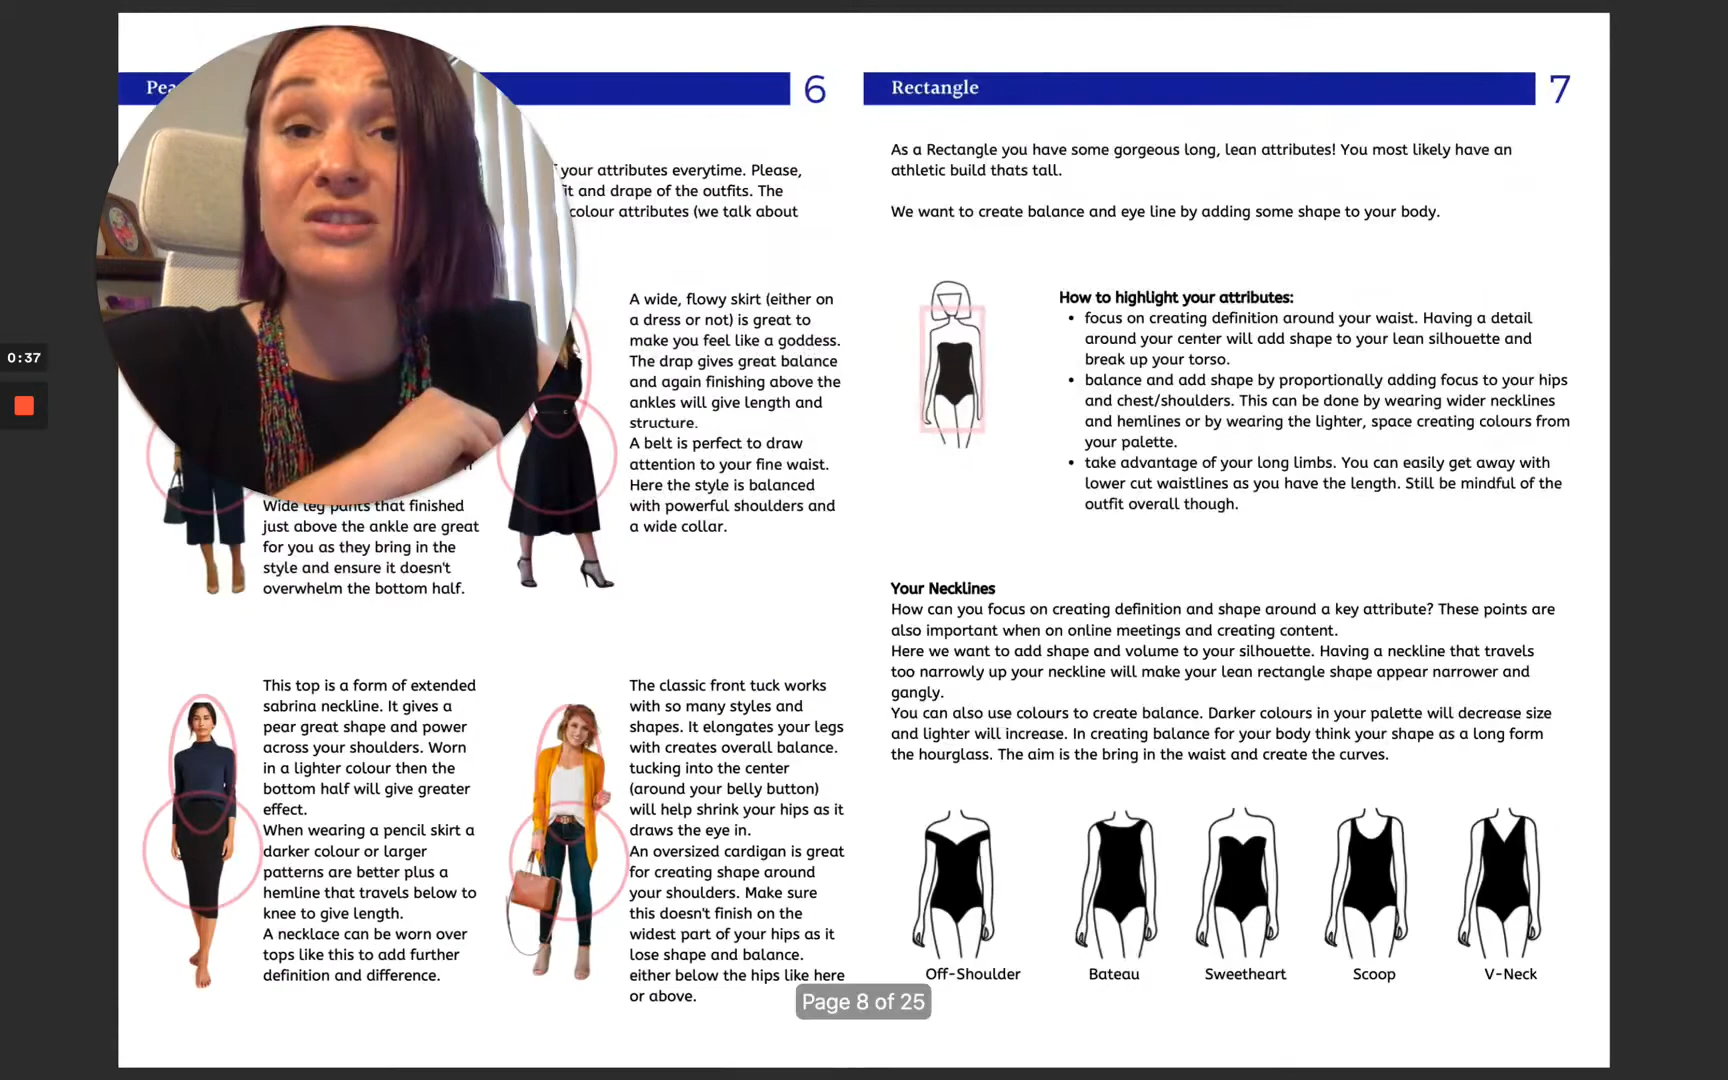 0:37
Pea
6
your attributes everytime. Please,
fit and drape of the outfits. The
colour attributes (we talk about
A wide, flowy skirt (either on
a dress or not) is great to
make you feel like a goddess.
The drap gives great balance
and again finishing above the
ankles will give length and
structure.
A belt is perfect to draw
attention to your fine waist.
Here the style is balanced
with powerful shoulders and
a wide collar.
Wide leg pants that finished
just above the ankle are great
for you as they bring in the
style and ensure it doesn't
overwhelm the bottom half.
This top is a form of extended
sabrina neckline. It gives a
pear great shape and power
across your shoulders. Worn
in a lighter colour then the
bottom half will give greater
effect.
When wearing a pencil skirt a
darker colour or larger
patterns are better plus a
hemline that travels below to
knee to give length.
A necklace can be worn over
tops like this to add further
definition and difference.
The classic front tuck works
with so many styles and
shapes. It elongates your legs
with creates overall balance.
tucking into the center
(around your belly button)
will help shrink your hips as it
draws the eye in.
An oversized cardigan is great
for creating shape around
your shoulders. Make sure
this doesn't finish on the
widest part of your hips as it
lose shape and balance.
either below the hips like here
or above.
Rectangle
7
As a Rectangle you have some gorgeous long, lean attributes! You most likely have an
athletic build thats tall.
We want to create balance and eye line by adding some shape to your body.
How to highlight your attributes:
• focus on creating definition around your waist. Having a detail
around your center will add shape to your lean silhouette and
break up your torso.
• balance and add shape by proportionally adding focus to your hips
and chest/shoulders. This can be done by wearing wider necklines
and hemlines or by wearing the lighter, space creating colours from
your palette.
• take advantage of your long limbs. You can easily get away with
lower cut waistlines as you have the length. Still be mindful of the
outfit overall though.
Your Necklines
How can you focus on creating definition and shape around a key attribute? These points are
also important when on online meetings and creating content.
Here we want to add shape and volume to your silhouette. Having a neckline that travels
too narrowly up your neckline will make your lean rectangle shape appear narrower and
gangly.
You can also use colours to create balance. Darker colours in your palette will decrease size
and lighter will increase. In creating balance for your body think your shape as a long form
the hourglass. The aim is the bring in the waist and create the curves.
Off-Shoulder
Bateau
Sweetheart
Scoop
V-Neck
Page 8 of 25